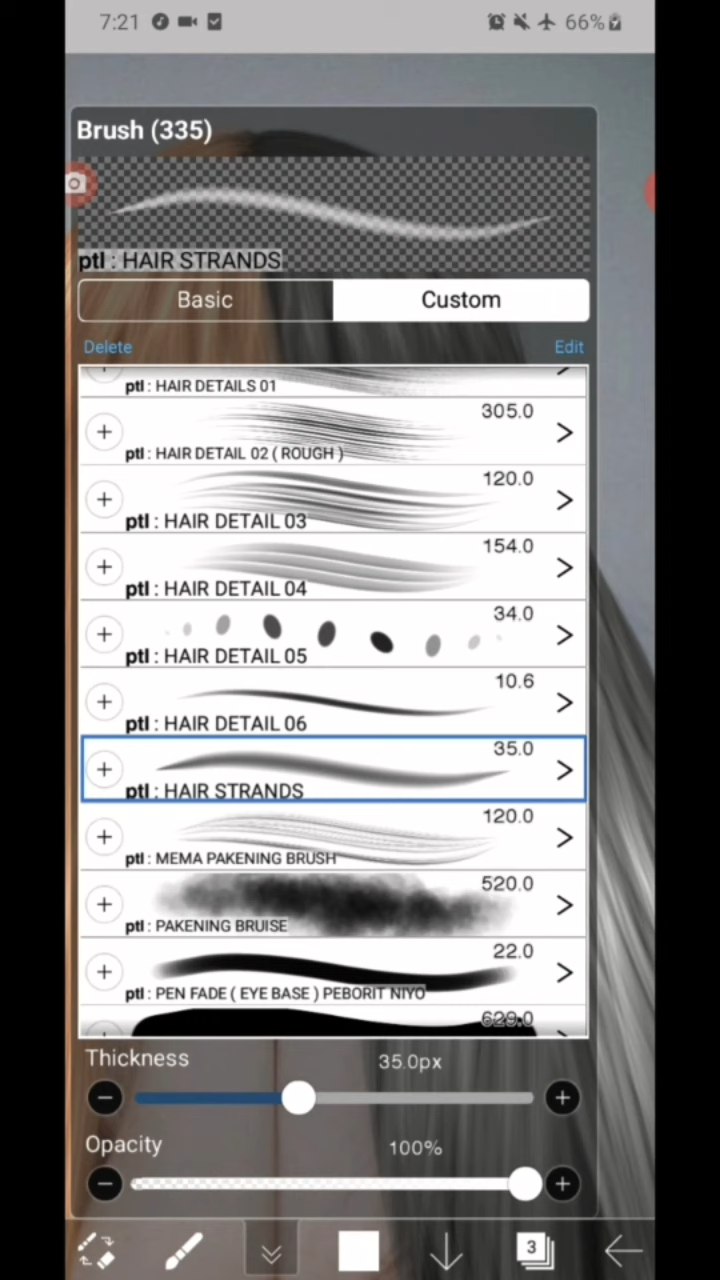 7:21
66%
Brush (335)
ptl : HAIR STRANDS
Basic
Custom
Delete
Edit
ptl : HAIR DETAILS 01
305.0
ptl : HAIR DETAIL 02 ( ROUGH )
120.0
ptl : HAIR DETAIL 03
154.0
ptl : HAIR DETAIL 04
34.0
ptl : HAIR DETAIL 05
10.6
ptl : HAIR DETAIL 06
35.0
ptl : HAIR STRANDS
120.0
ptl : MEMA PAKENING BRUSH
520.0
ptl : PAKENING BRUISE
22.0
ptl : PEN FADE ( EYE BASE ) PEBORIT NIYO
629.0
Thickness
35.0px
Opacity
100%
3